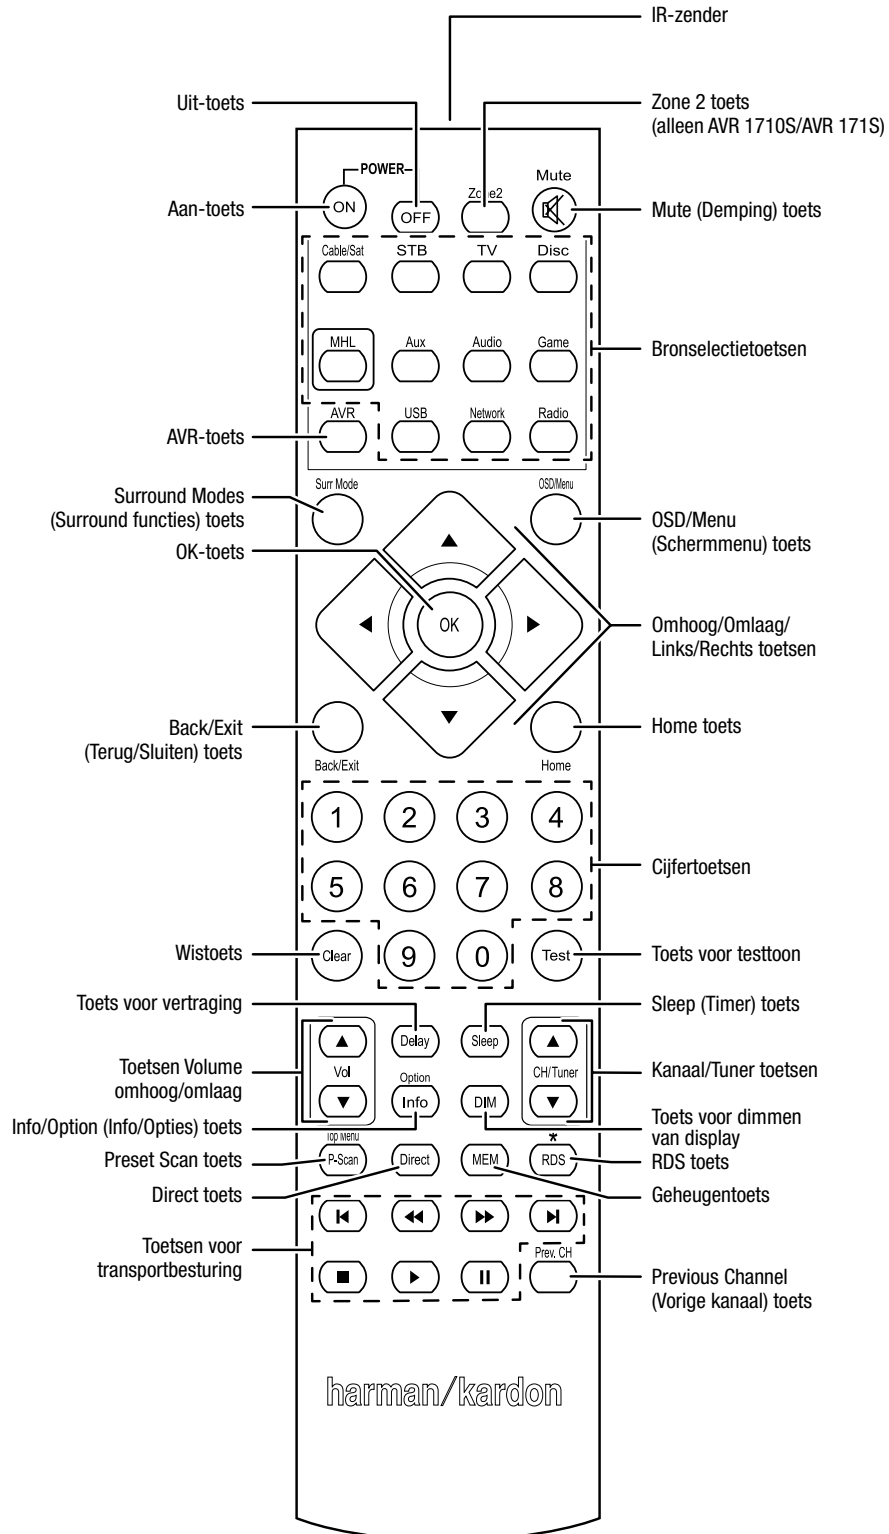 IR-zender
Uit-toets
Zone 2 toets
(alleen AVR 1710S/AVR 171S)
POWER
Mute
Aan-toets
ON
OFF
Zone2
Mute (Demping) toets
Cable/Sat
STB
TV
Disc
MHL
Aux
Audio
Game
Bronselectietoetsen
AVR
USB
Network
Radio
AVR-toets
Surr Mode
OSD/Menu
Surround Modes
(Surround functies) toets
OSD/Menu
(Schermmenu) toets
OK-toets
OK
Omhoog/Omlaag/
Links/Rechts toetsen
Back/Exit
(Terug/Sluiten) toets
Home toets
Back/Exit
Home
1
2
3
4
Cijfertoetsen
5
6
7
8
Wistoets
Clear
9
0
Test
Toets voor testtoon
Toets voor vertraging
Sleep (Timer) toets
Delay
Sleep
Toetsen Volume
omhoog/omlaag
Vol
CH/Tuner
Kanaal/Tuner toetsen
Option
Info
DIM
Info/Option (Info/Opties) toets
Toets voor dimmen
van display
Top Menu
*
Preset Scan toets
P-Scan
Direct
MEM
RDS
RDS toets
Direct toets
Geheugentoets
Toetsen voor
transportbesturing
Prev. CH
Previous Channel
(Vorige kanaal) toets
harman/kardon